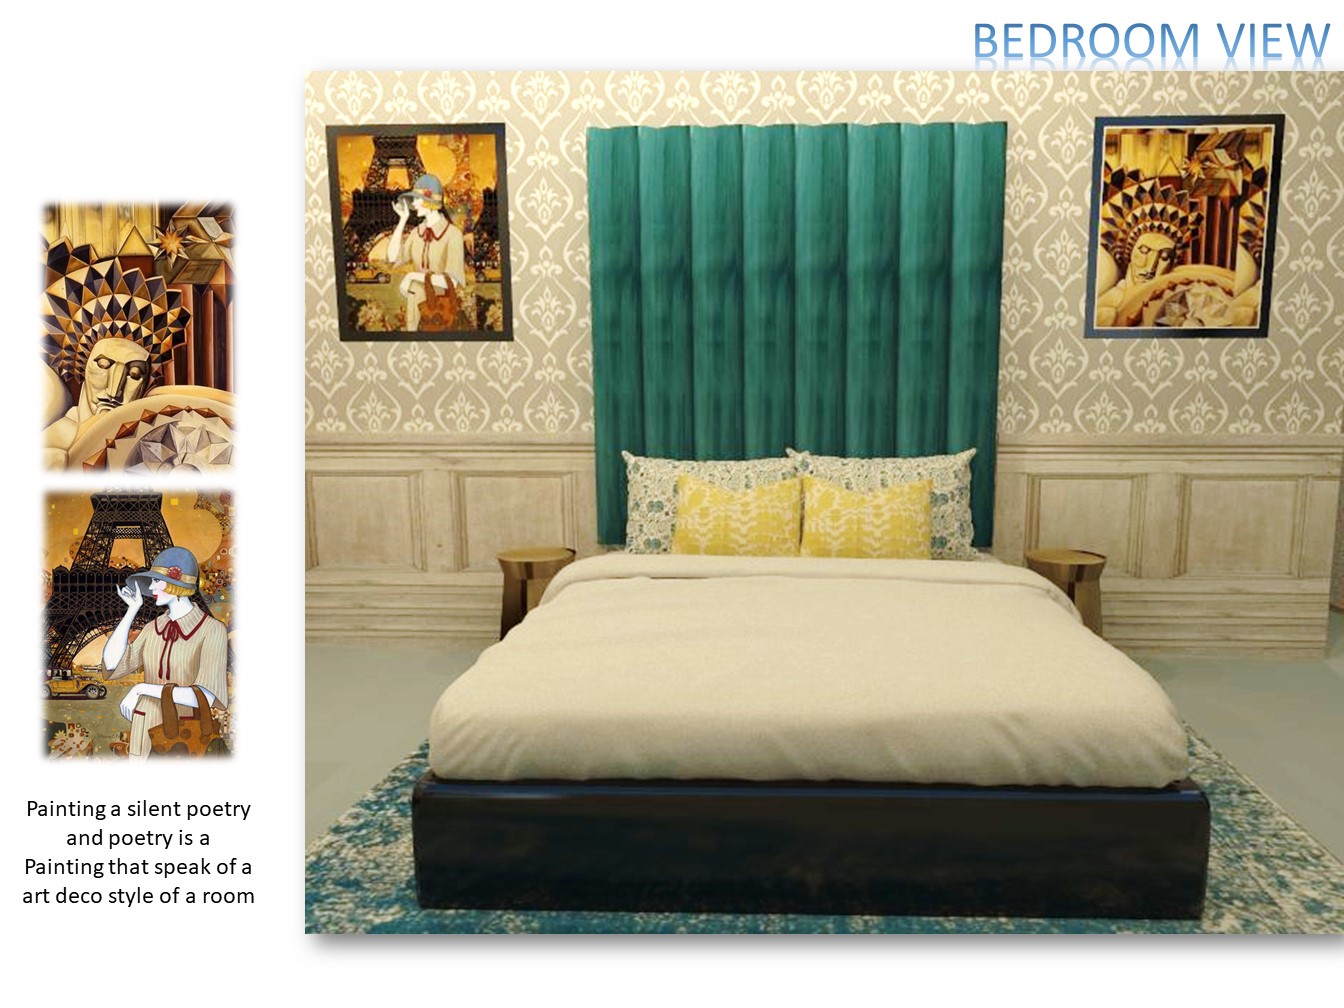 BEDROOM VIEW
Painting a silent poetry
and poetry is a
Painting that speak of a
art deco style of a room